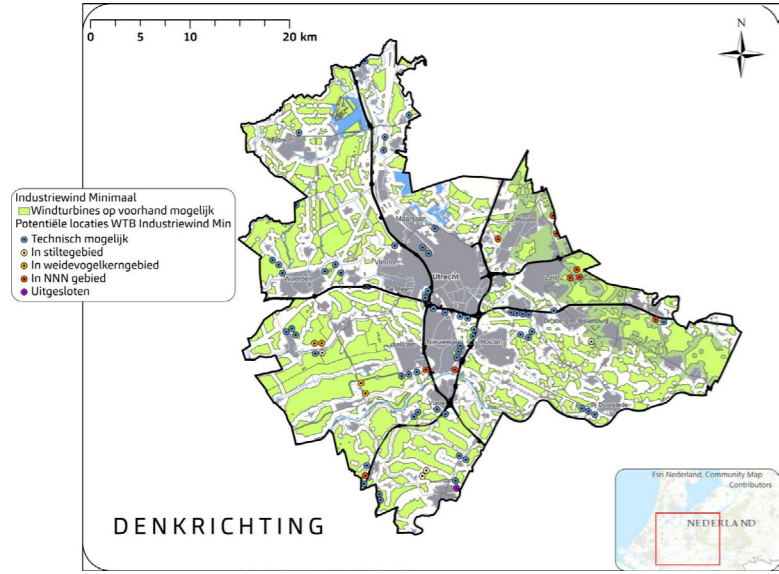 0 5 10 20 km
N
Industriewind Minimaal
Windturbines op voorhand mogelijk
Potentiële locaties WTB Industriewind Min
Technisch mogelijk
In stiltegebied
In weidevogelkerngebied
In NNN gebied
Uitgesloten
Maarssen
Utrecht
Zeist
Woerden
Nieuwegein
Houten
DENKRICHTING
Esri Nederland, Community Map
Contributors
NEDERLAND